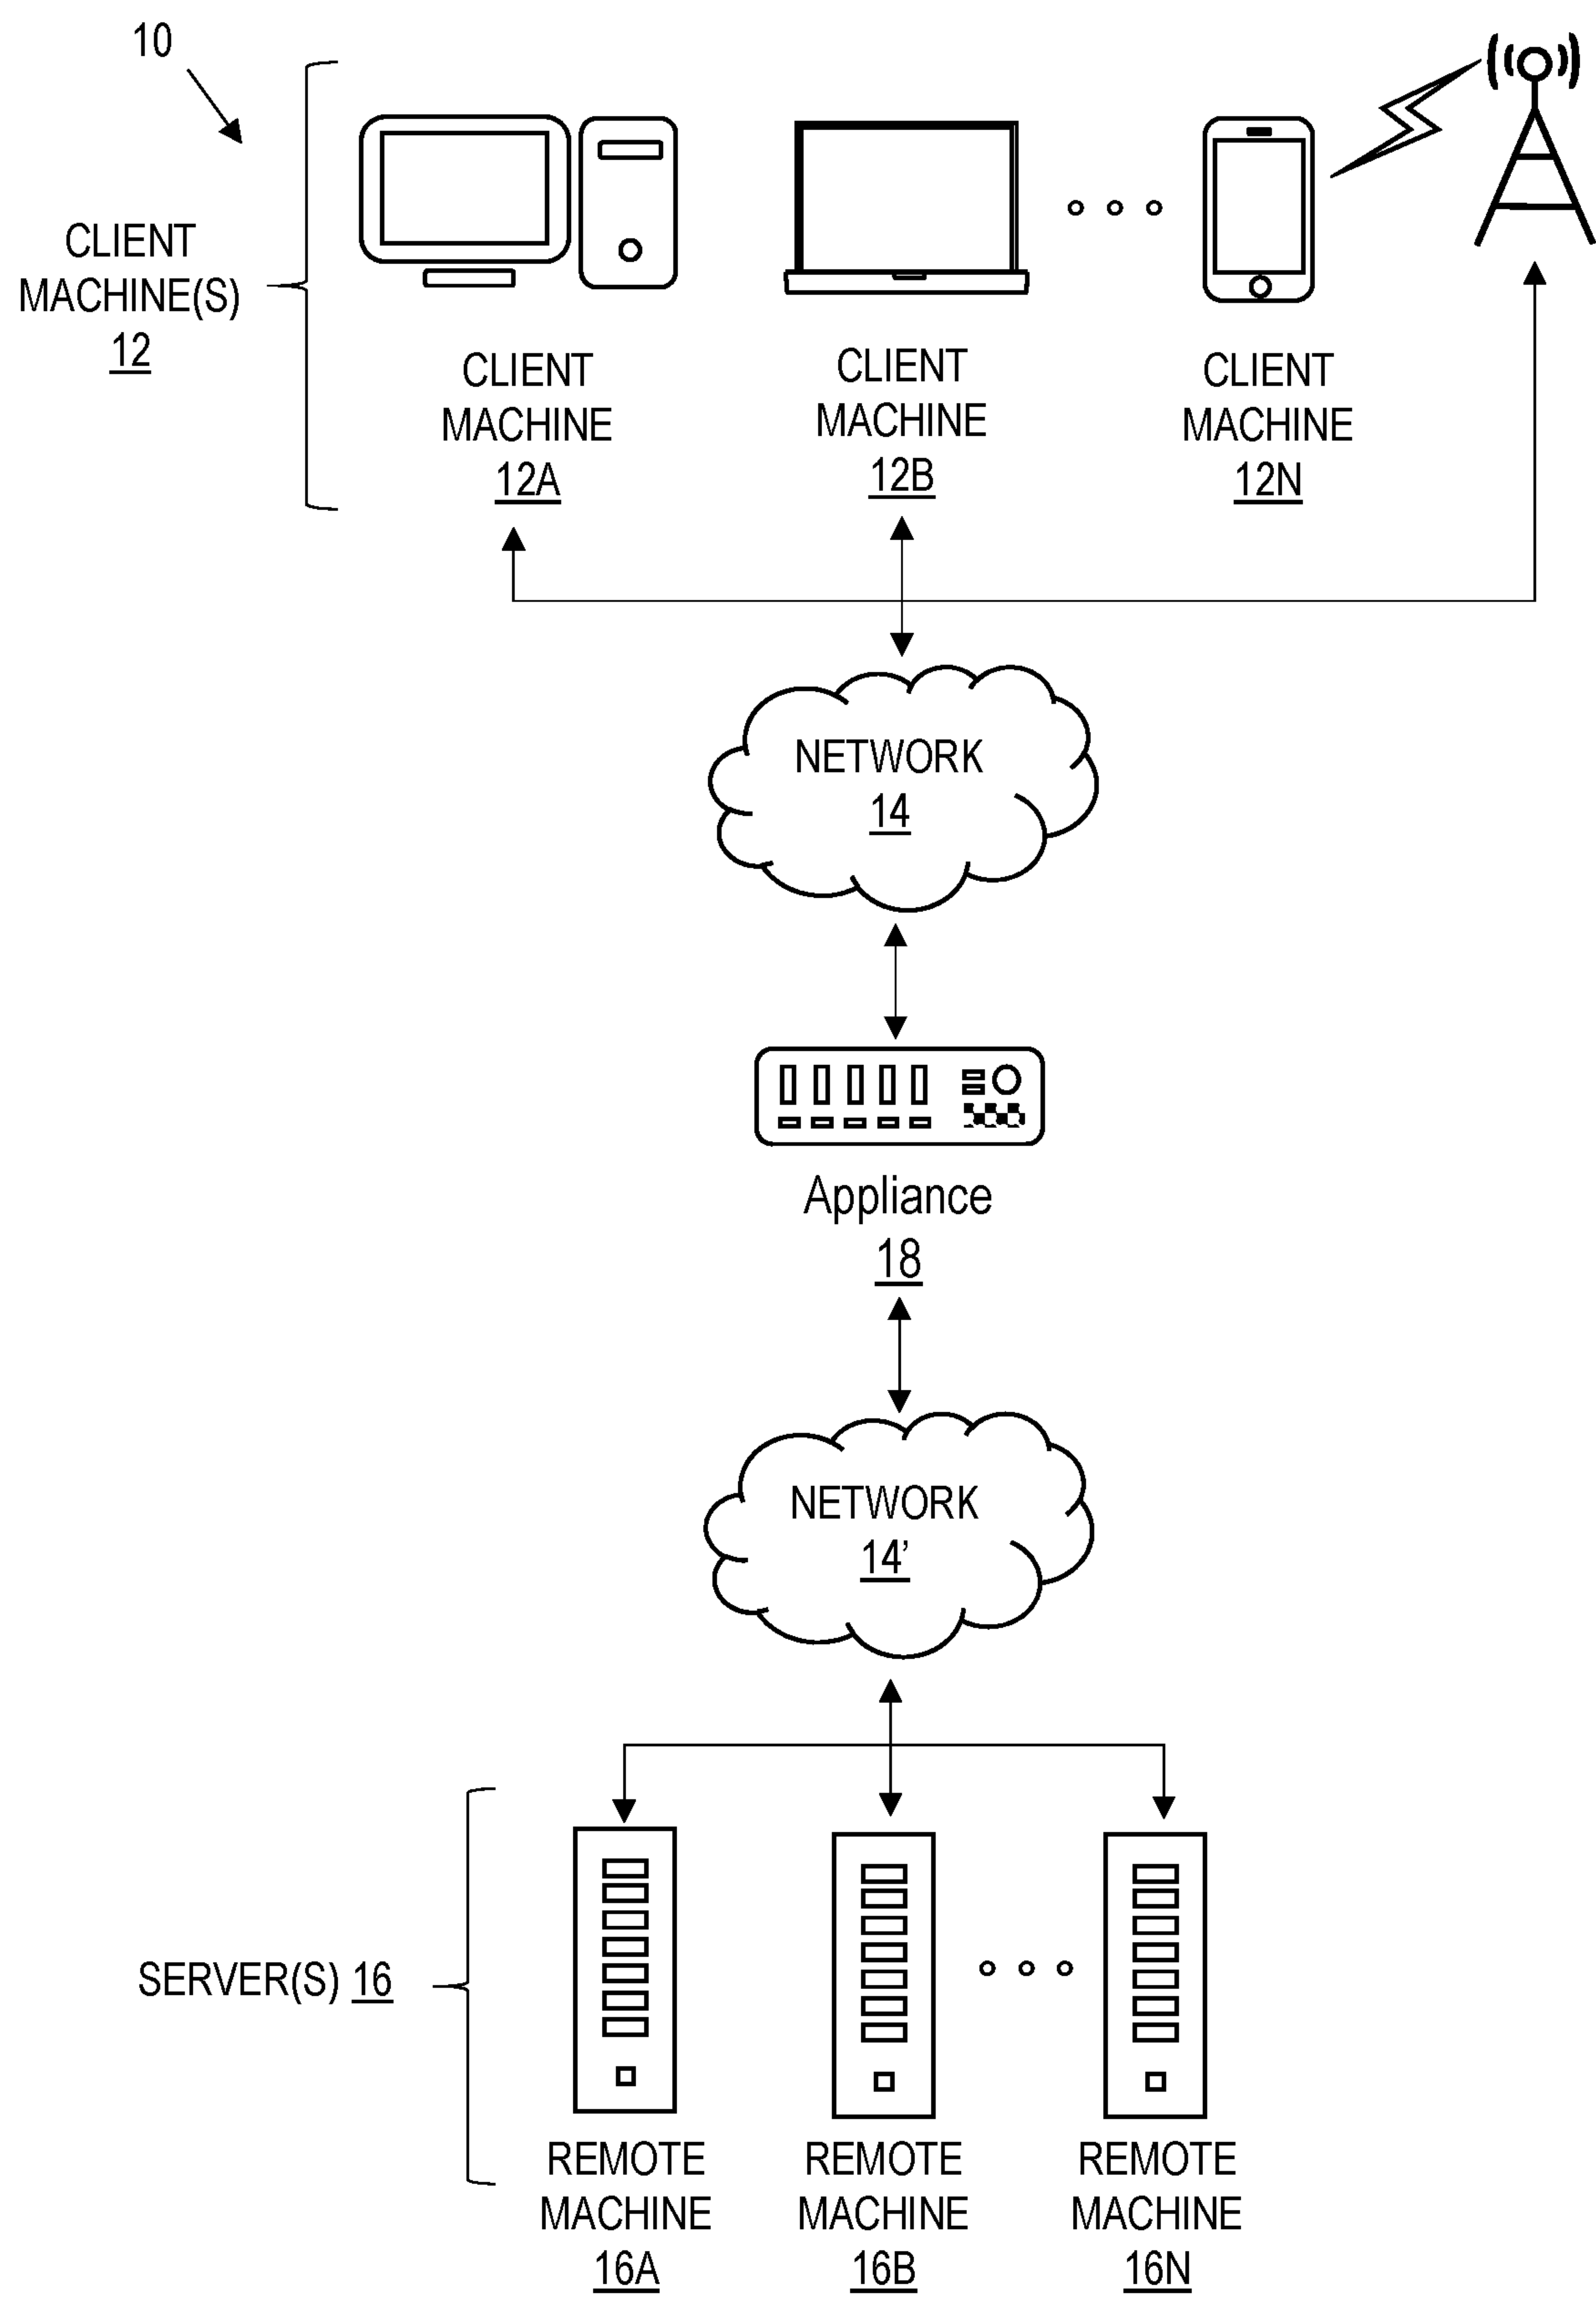 10
CLIENT
MACHINE(S)
12
CLIENT
MACHINE
12A
CLIENT
MACHINE
12B
CLIENT
MACHINE
12N
NETWORK
14
Appliance
18
NETWORK
14’
SERVER(S) 16
REMOTE
MACHINE
16A
REMOTE
MACHINE
16B
REMOTE
MACHINE
16N